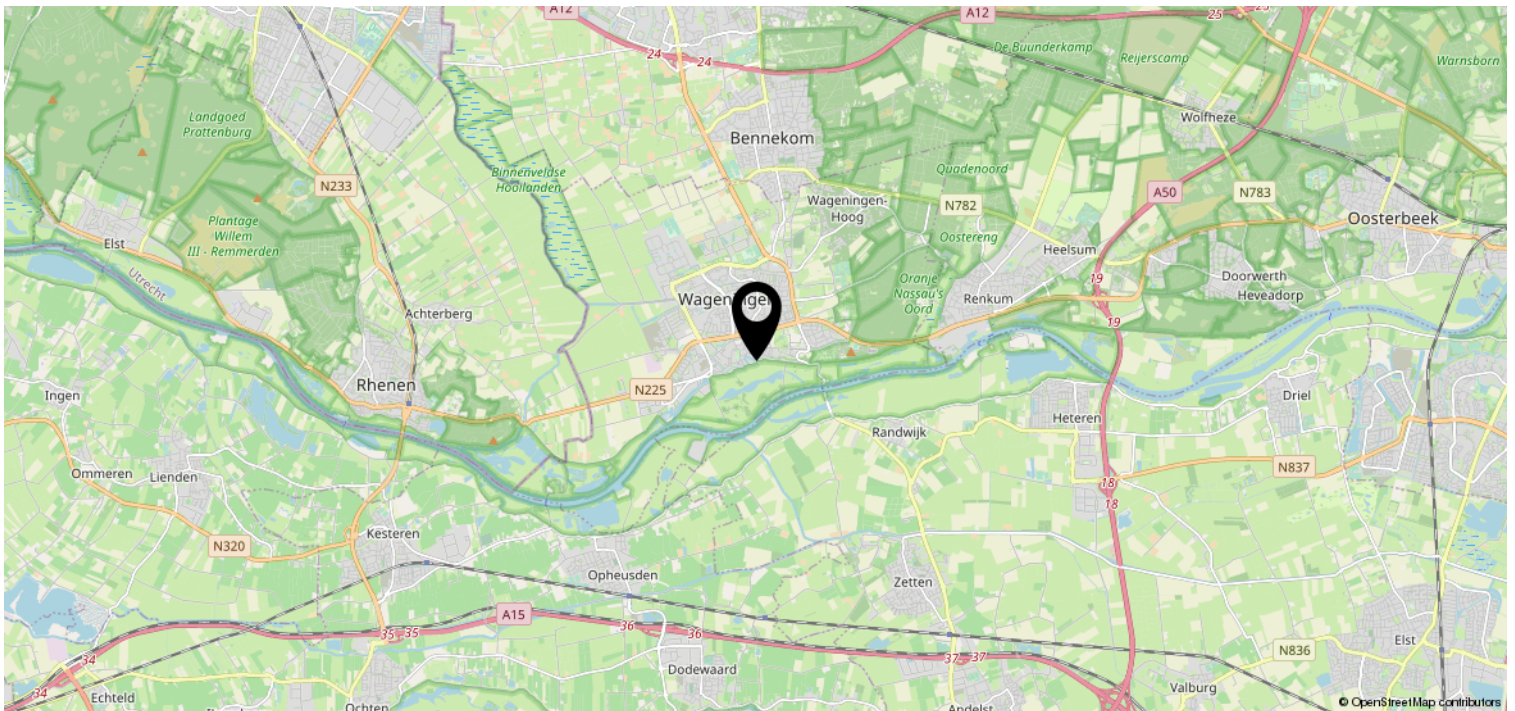 A12
A12
25
25
24
24
De Buunderkamp
Reijerscamp
Warnsborn
Landgoed
Prattenburg
Bennekom
Wolfheze
Binnenveldse
Hooilanden
Quadenoord
N233
A50
N783
Wageningen-
Hoog
N782
Plantage
Willem
III - Remmerden
Elst
Oosterbeek
Oostereng
Heelsum
Utrecht
Oranje
Nassau's
Oord
19
Doorwerth
Heveadorp
Wageningen
Renkum
Achterberg
19
Rhenen
N225
Ingen
Driel
Heteren
Randwijk
Ommeren
Lienden
N837
18
18
Kesteren
N320
Opheusden
Zetten
A15
35
35
36
36
Elst
N836
34
37
37
Dodewaard
Valburg
34
Echteld
Ochten
Andelst
© OpenStreetMap contributors